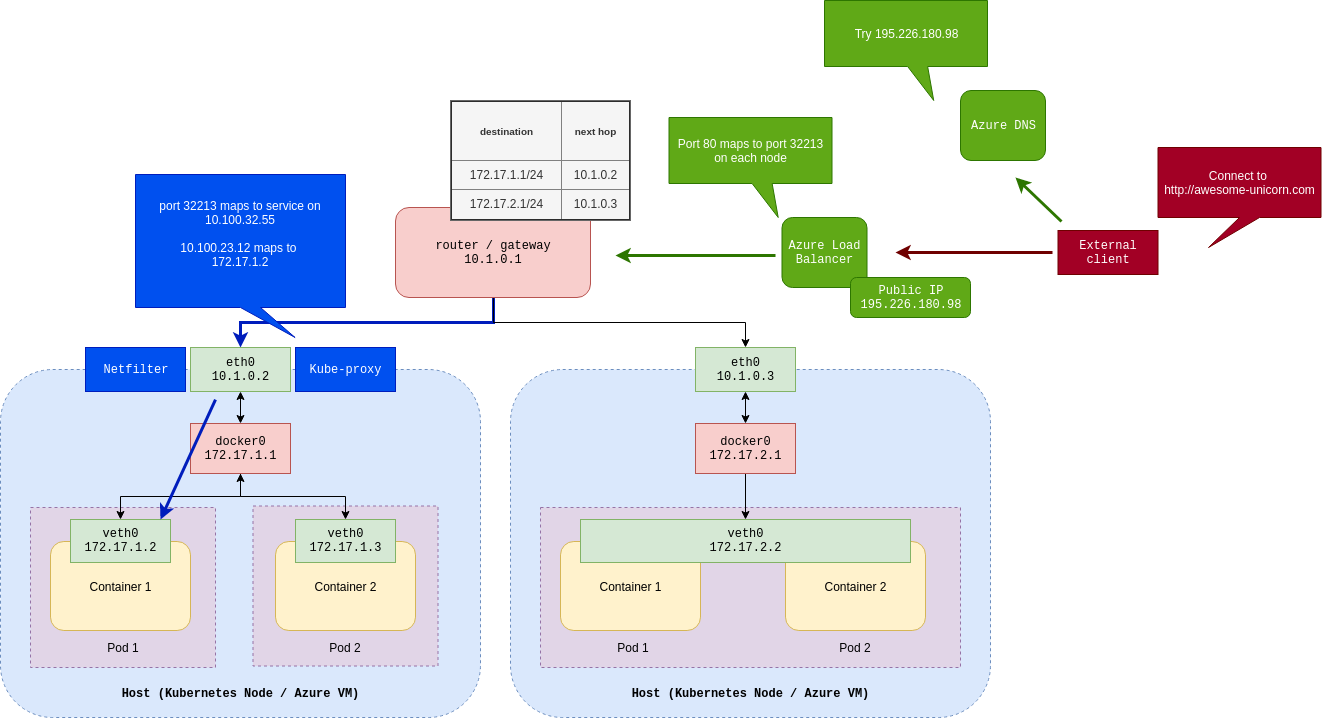 Try 195.226.180.98
Azure DNS
Connect to
http://awesome-unicorn.com
External
client
Port 80 maps to port 32213
on each node
Azure Load
Balancer
Public IP
195.226.180.98
destination next hop
172.17.1.1/24 10.1.0.2
172.17.2.1/24 10.1.0.3
router / gateway
10.1.0.1
port 32213 maps to service on
10.100.32.55
10.100.23.12 maps to
172.17.1.2
Netfilter
eth0
10.1.0.2
Kube-proxy
docker0
172.17.1.1
veth0
172.17.1.2
Container 1
Pod 1
veth0
172.17.1.3
Container 2
Pod 2
Host (Kubernetes Node / Azure VM)
eth0
10.1.0.3
docker0
172.17.2.1
veth0
172.17.2.2
Container 1
Container 2
Pod 1
Pod 2
Host (Kubernetes Node / Azure VM)